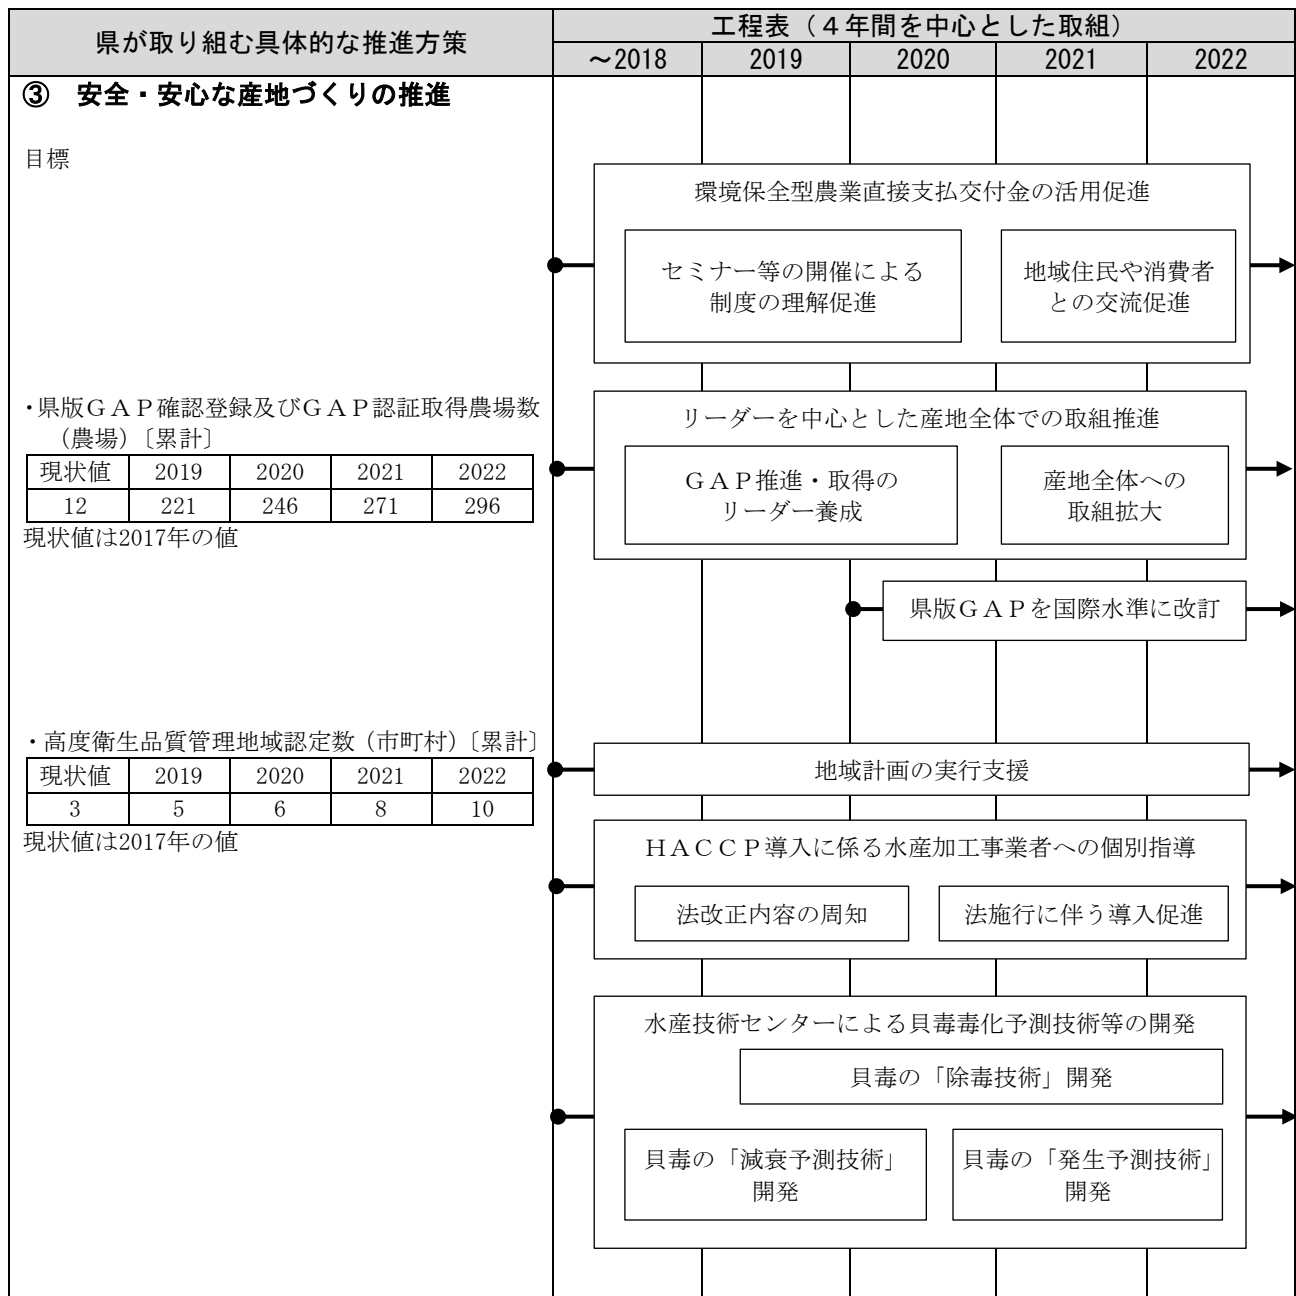 県が取り組む具体的な推進方策
工程表（４年間を中心とした取組）
～2018
2019
2020
2021
2022
③　安全・安心な産地づくりの推進
目標
環境保全型農業直接支払交付金の活用促進
セミナー等の開催による
制度の理解促進
地域住民や消費者
との交流促進
・県版ＧＡＰ確認登録及びＧＡＰ認証取得農場数
（農場）〔累計〕
現状値 2019 2020 2021 2022
12 221 246 271 296
現状値は2017年の値
リーダーを中心とした産地全体での取組推進
ＧＡＰ推進・取得の
リーダー養成
産地全体への
取組拡大
県版ＧＡＰを国際水準に改訂
・高度衛生品質管理地域認定数（市町村）〔累計〕
現状値 2019 2020 2021 2022
3 5 6 8 10
現状値は2017年の値
地域計画の実行支援
ＨＡＣＣＰ導入に係る水産加工事業者への個別指導
法改正内容の周知
法施行に伴う導入促進
水産技術センターによる貝毒毒化予測技術等の開発
貝毒の「除毒技術」開発
貝毒の「減衰予測技術」
開発
貝毒の「発生予測技術」
開発